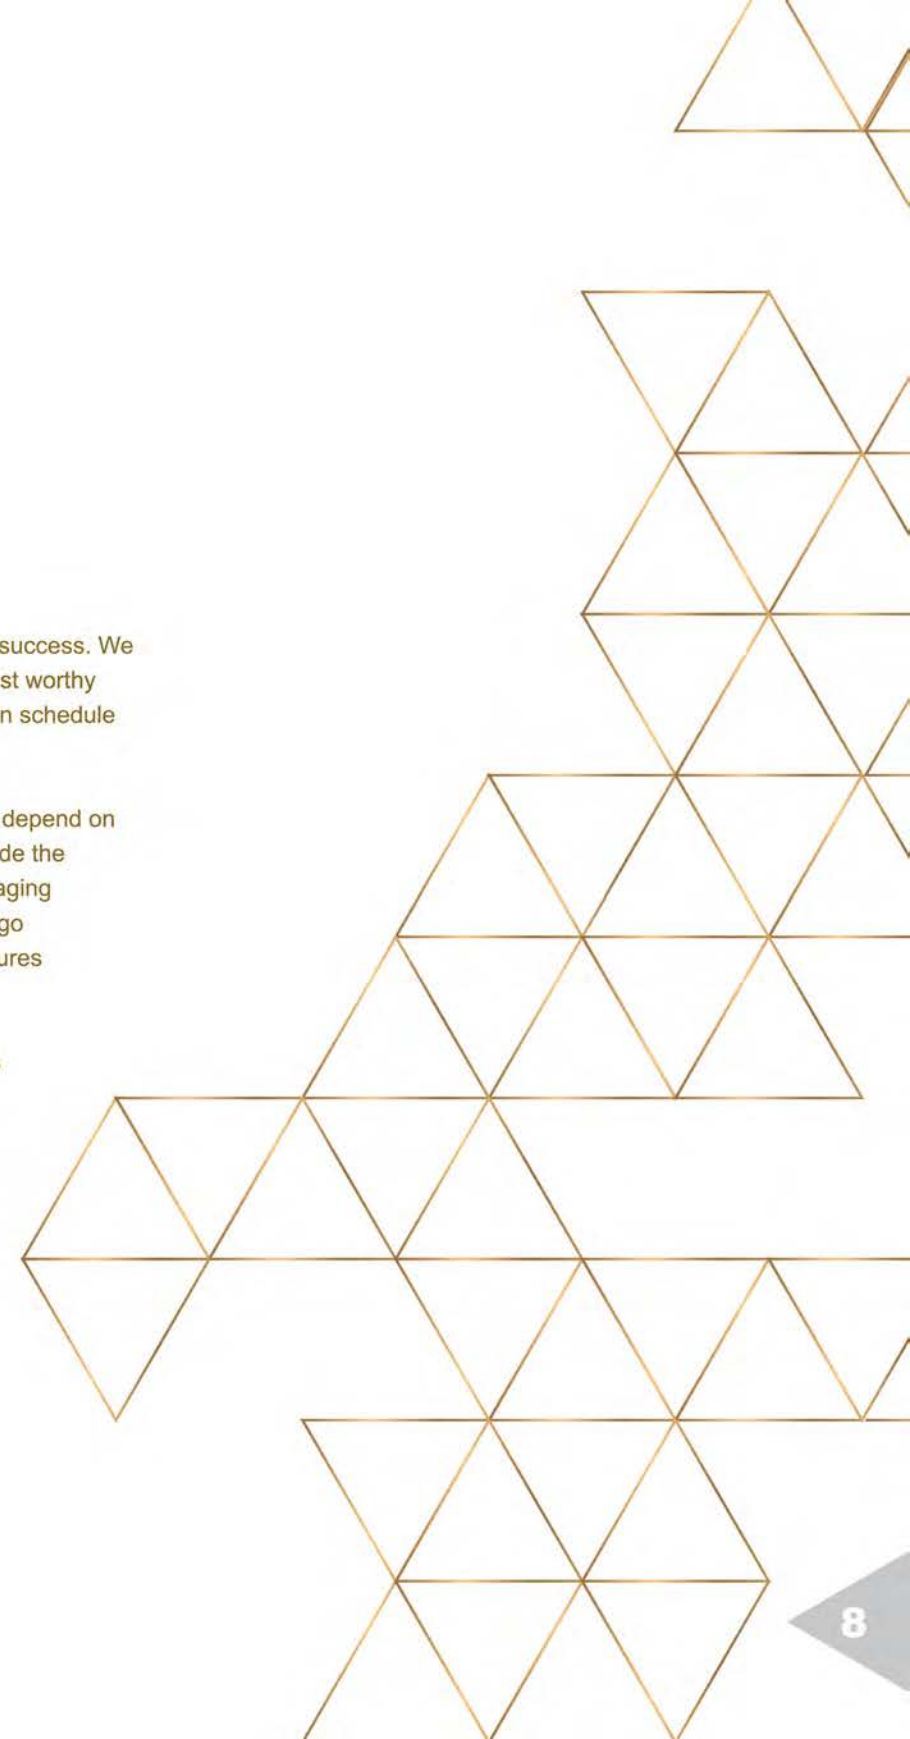 success. We
st worthy
n schedule
depend on
de the
aging
go
ures
8